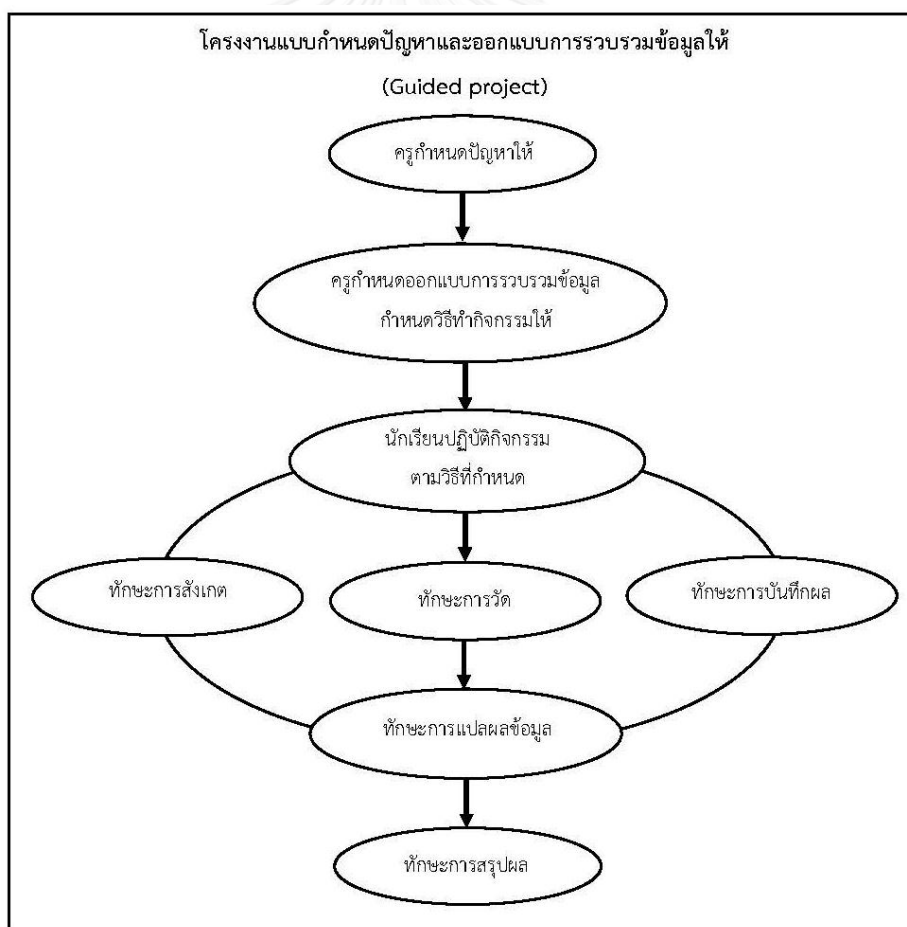 โครงงานแบบกำหนดปัญหาและออกแบบการรวบรวมข้อมูลให้
(Guided project)
ครูกำหนดปัญหาให้
ครูกำหนดออกแบบการรวบรวมข้อมูล
กำหนดวิธีทำกิจกรรมให้
นักเรียนปฏิบัติกิจกรรม
ตามวิธีที่กำหนด
ทักษะการสังเกต
ทักษะการวัด
ทักษะการบันทึกผล
ทักษะการแปลผลข้อมูล
ทักษะการสรุปผล